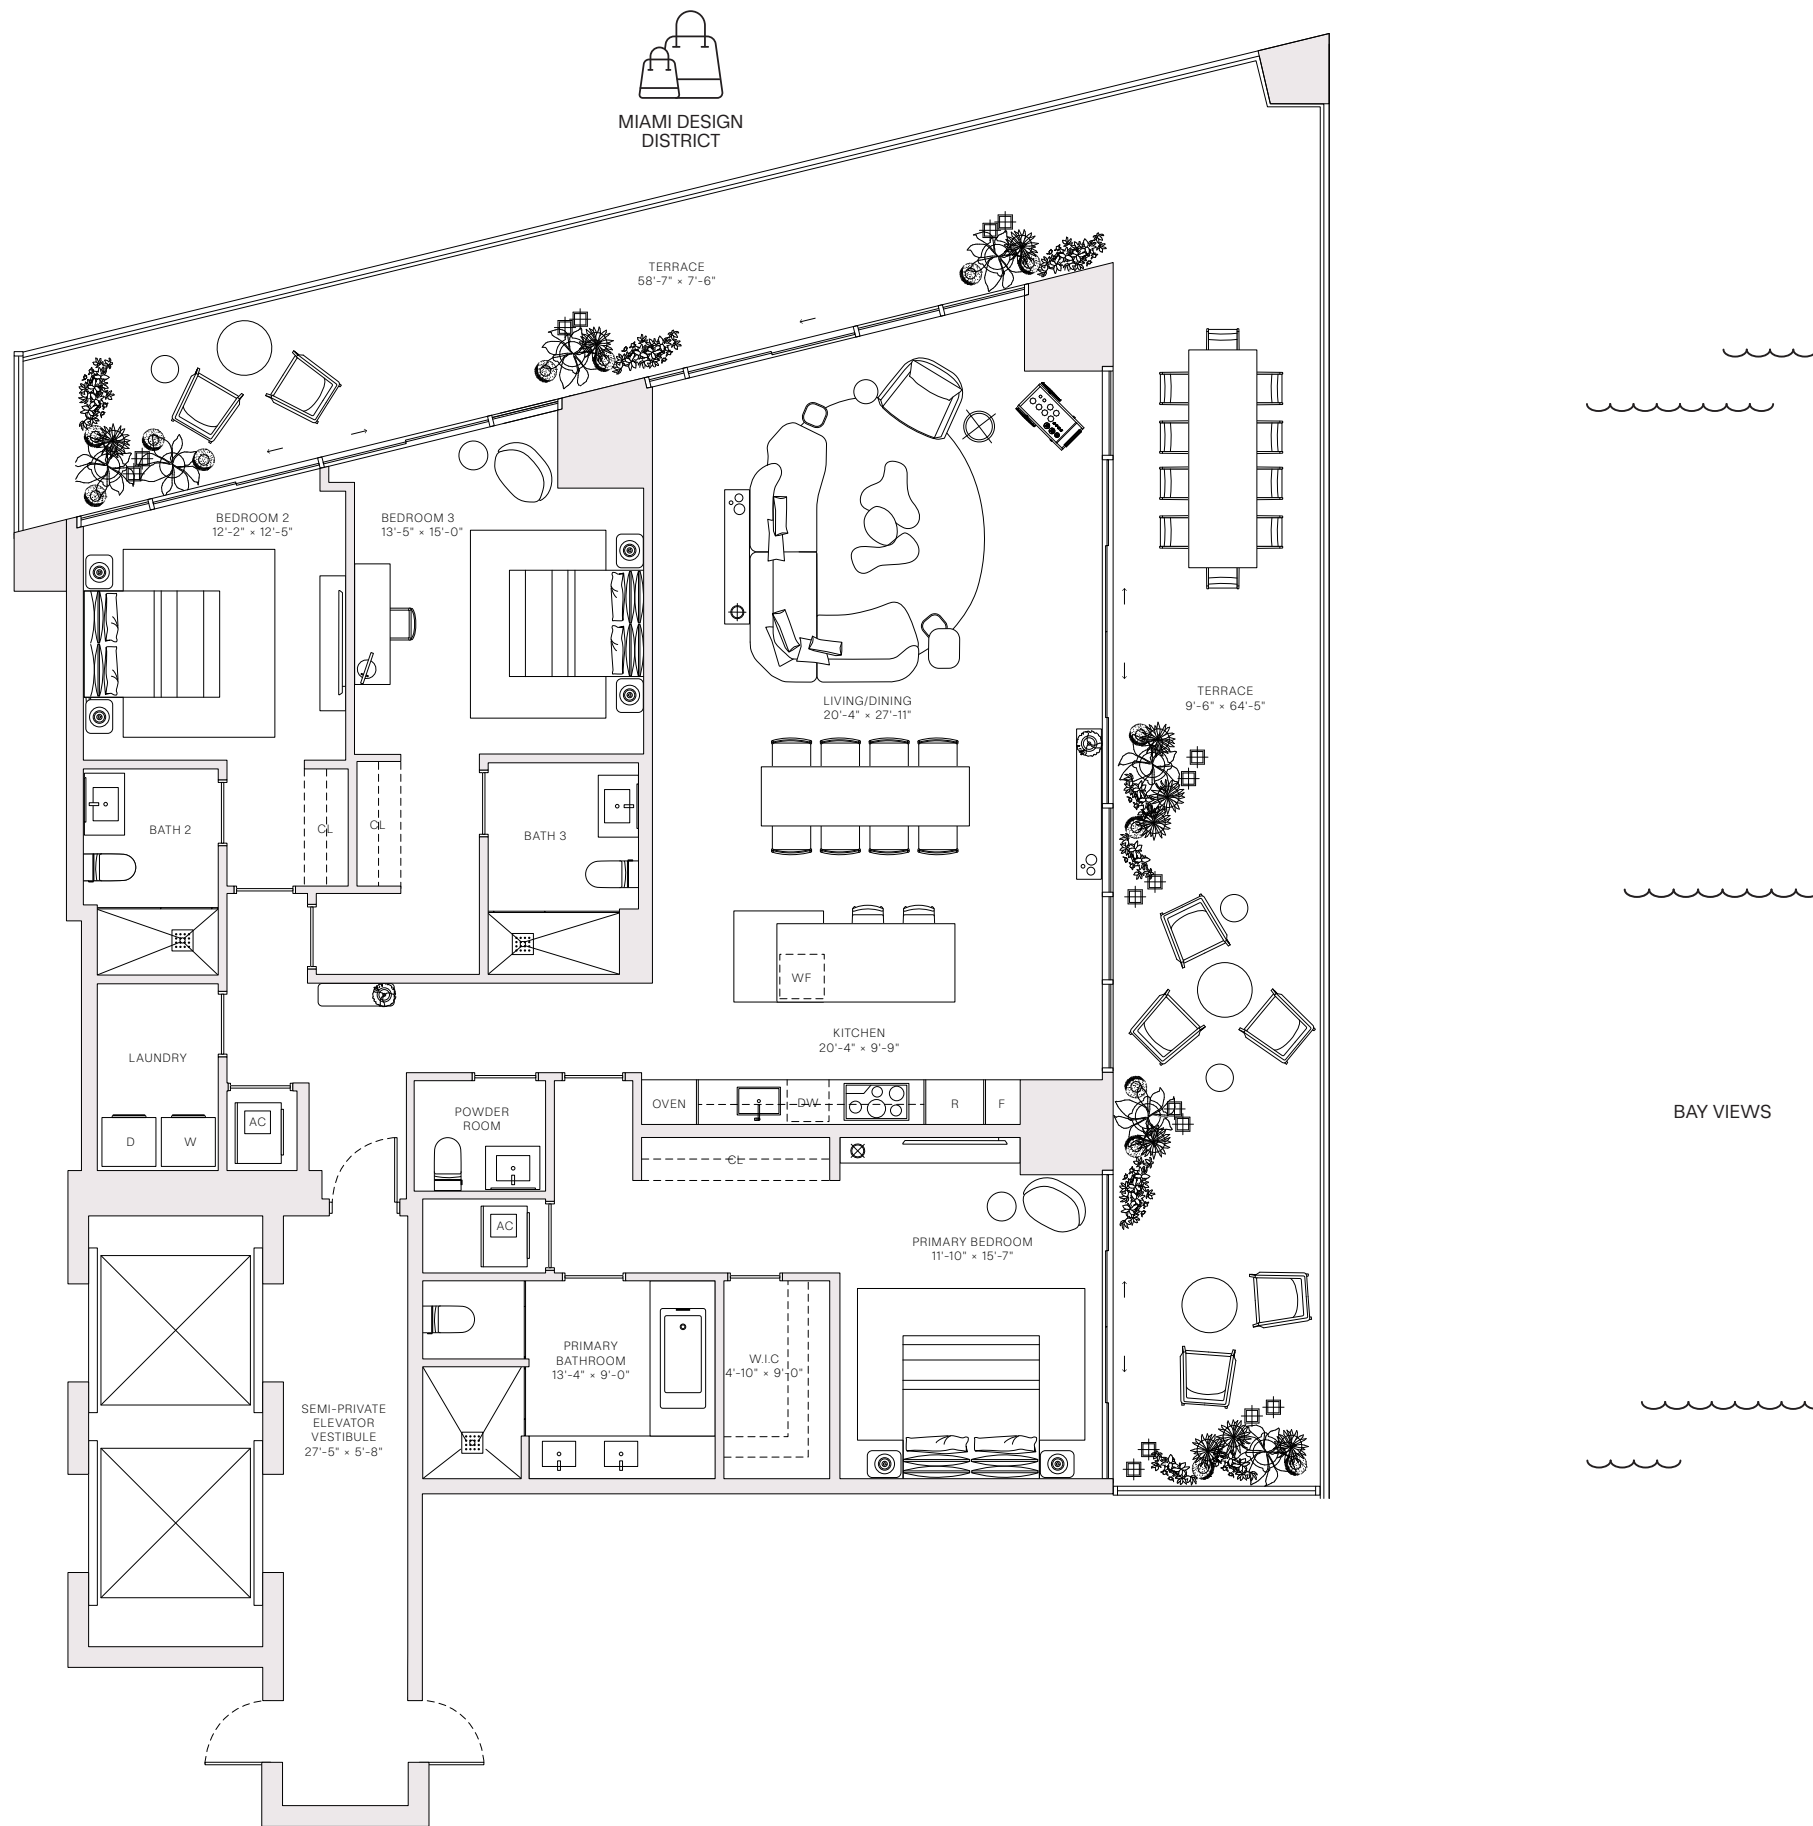 MIAMI DESIGN
DISTRICT
TERRACE
58'-7" × 7'-6"
BEDROOM 2
12'-2" × 12'-5"
BEDROOM 3
13'-5" × 15'-0"
LIVING/DINING
20'-4" × 27'-11"
TERRACE
9'-6" × 64'-5"
BATH 2
CL
CL
BATH 3
WF
KITCHEN
20'-4" × 9'-9"
LAUNDRY
D
W
AC
POWDER
ROOM
OVEN
DW
R
F
BAY VIEWS
CL
AC
PRIMARY BEDROOM
11'-10" × 15'-7"
PRIMARY
BATHROOM
13'-4" × 9'-0"
W.I.C
4'-10" × 9'-0"
SEMI-PRIVATE
ELEVATOR
VESTIBULE
27'-5" × 5'-8"